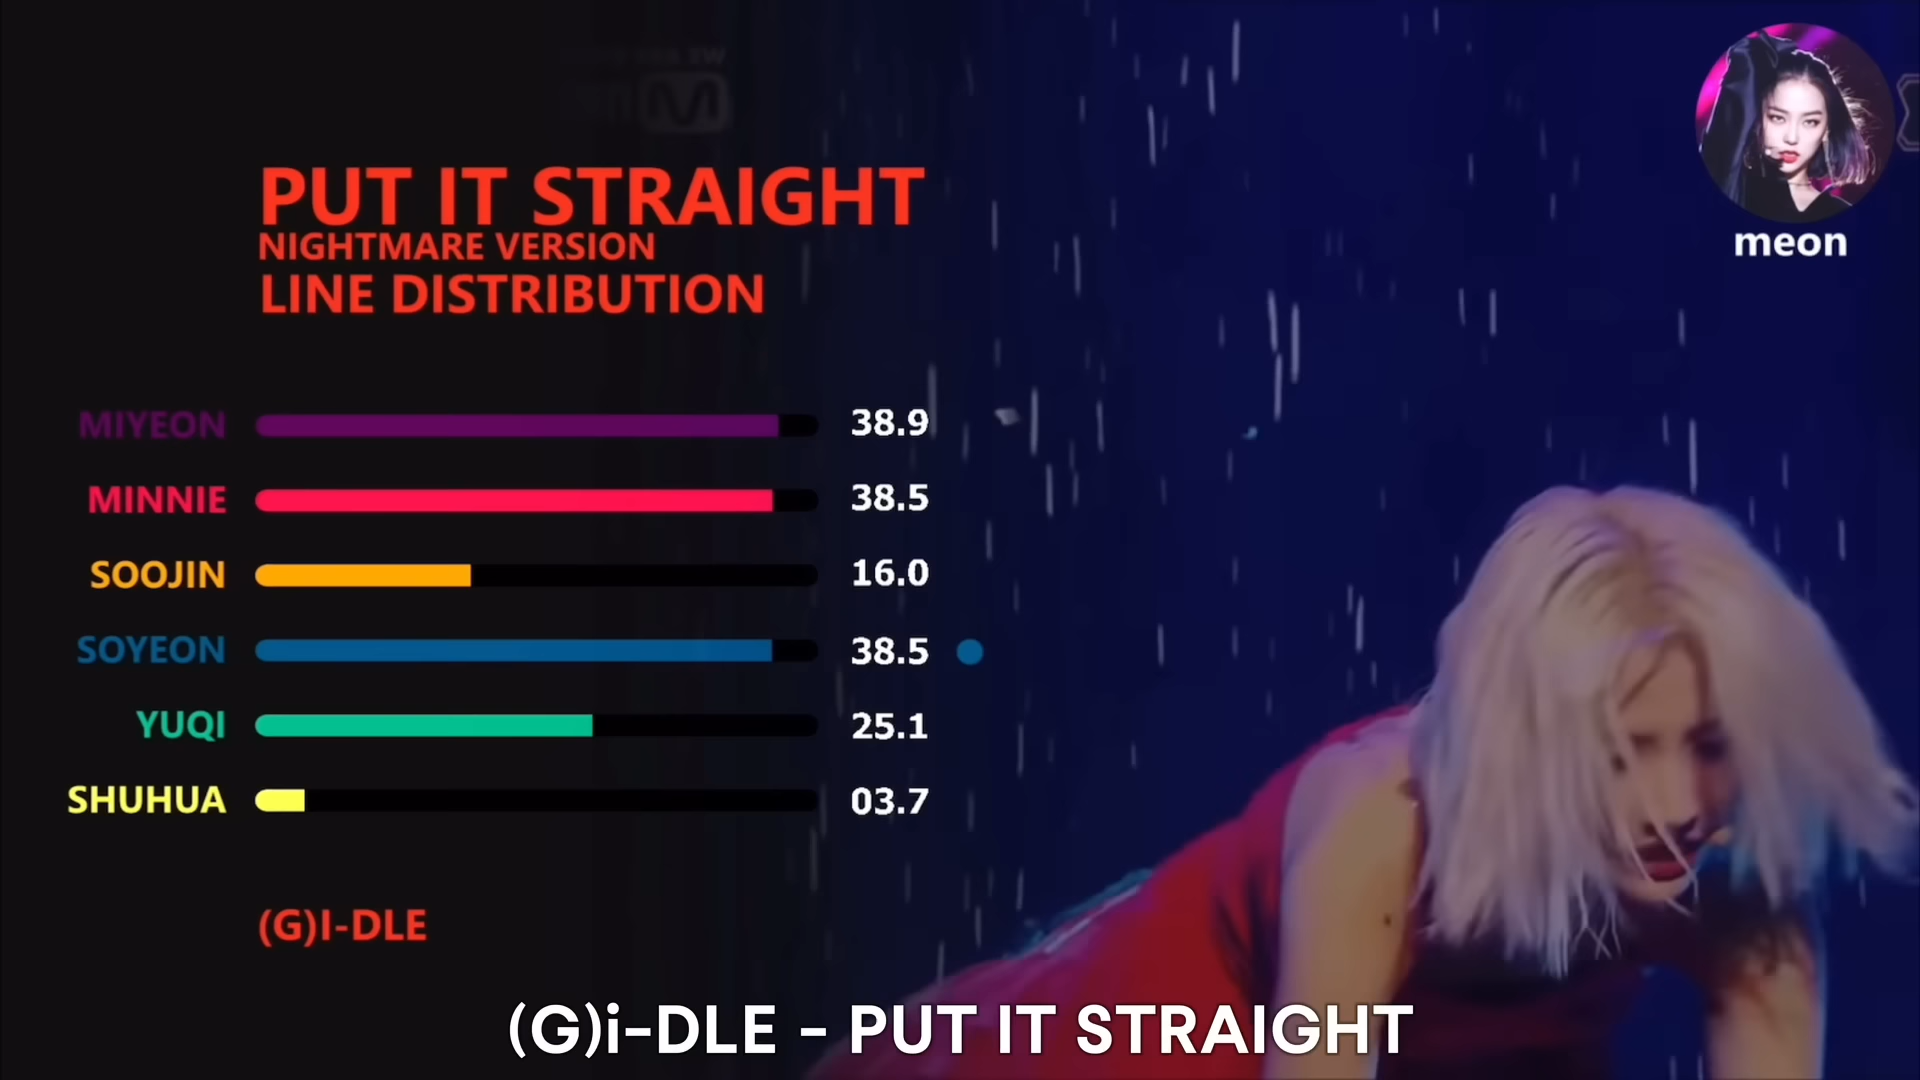 PUT IT STRAIGHT
NIGHTMARE VERSION
LINE DISTRIBUTION
meon
MIYEON 38.9
MINNIE 38.5
SOOJIN 16.0
SOYEON 38.5
YUQI 25.1
SHUHUA 03.7
(G)I-DLE
(G)i-DLE - PUT IT STRAIGHT